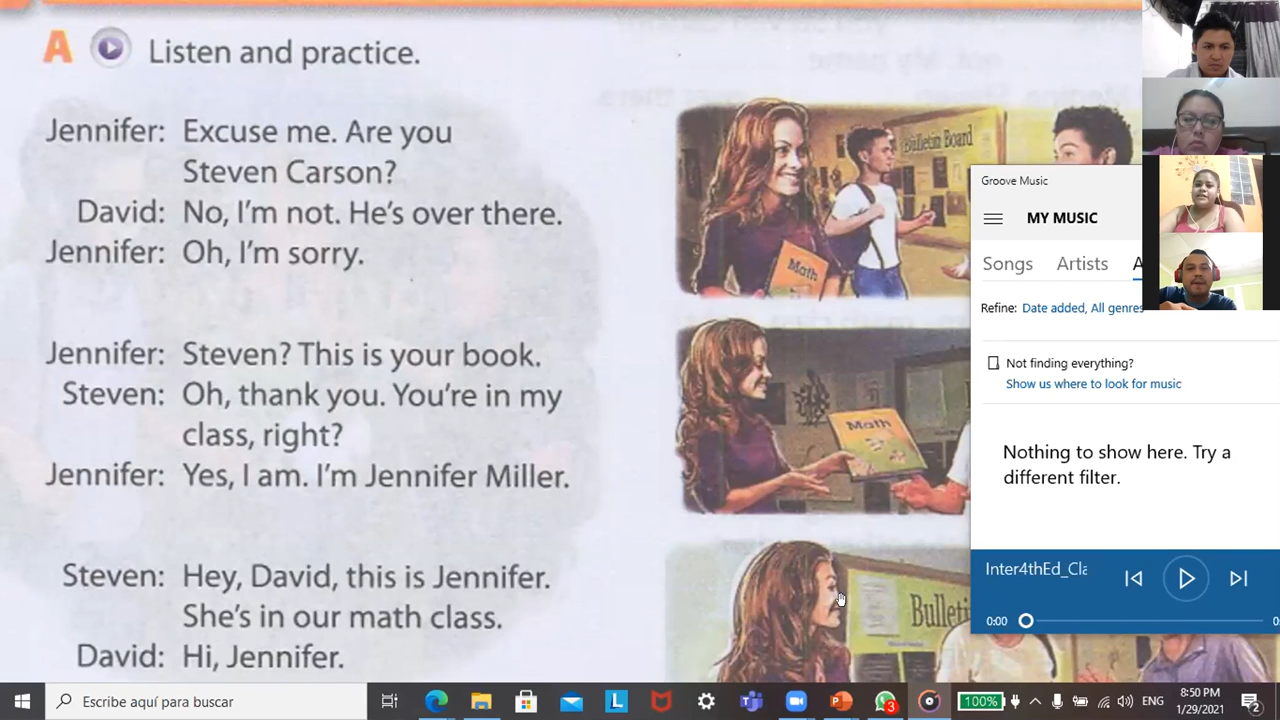 A Listen and practice.
Jennifer: Excuse me. Are you
Steven Carson?
David: No, I'm not. He's over there.
Jennifer: Oh, I'm sorry.
Jennifer: Steven? This is your book.
Steven: Oh, thank you. You're in my
class, right?
Jennifer: Yes, I am. I'm Jennifer Miller.
Steven: Hey, David, this is Jennifer.
She's in our math class.
David: Hi, Jennifer.
Bulletin Board
Math
Math
Bulletin
Groove Music
MY MUSIC
Songs Artists A
Refine: Date added, All genres
Not finding everything?
Show us where to look for music
Nothing to show here. Try a
different filter.
Inter4thEd_Cla
0:00 0:
Escribe aquí para buscar
L
3
100%
ENG
8:50 PM
1/29/2021
2